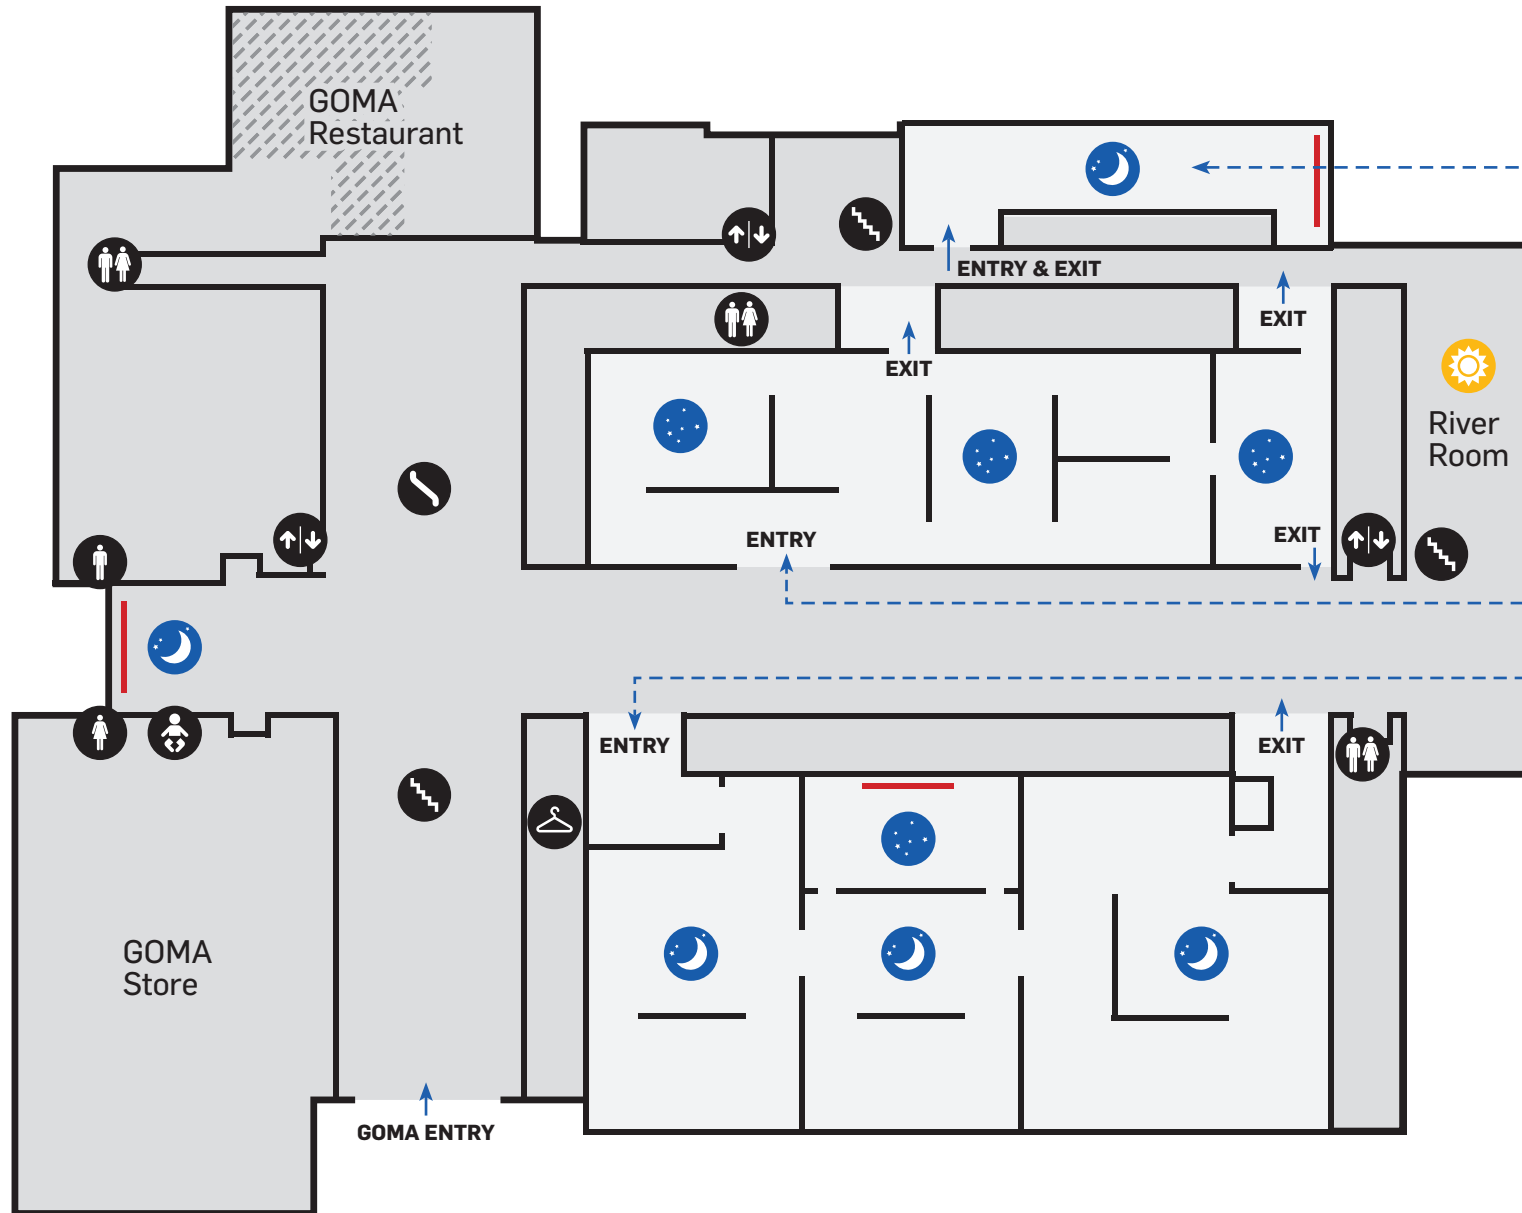 GOMA
Restaurant
ENTRY & EXIT
EXIT
EXIT
River
Room
ENTRY
EXIT
ENTRY
EXIT
GOMA
Store
GOMA ENTRY